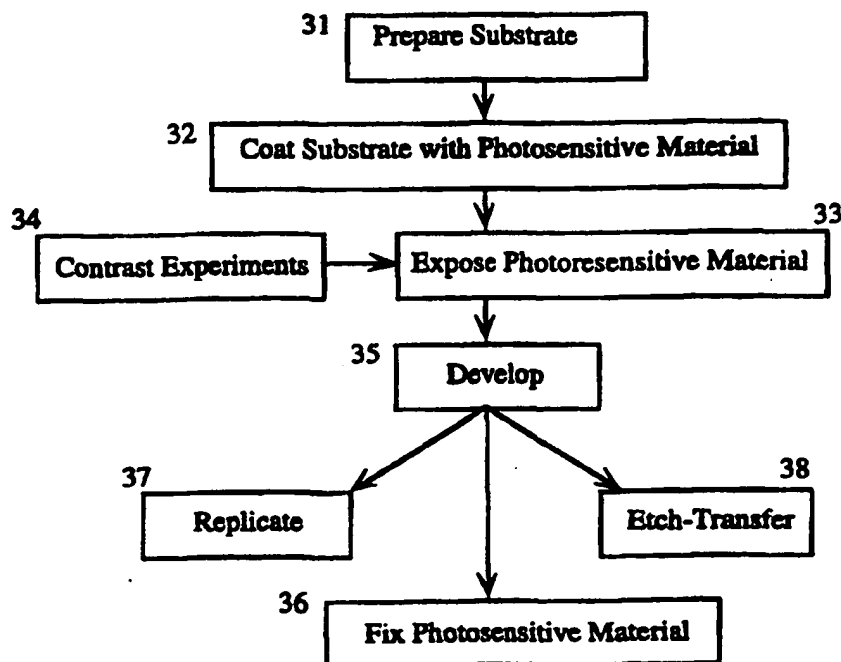 31
Prepare Substrate
32
Coat Substrate with Photosensitive Material
34
33
Contrast Experiments
Expose Photoresensitive Material
35
Develop
37
38
Replicate
Etch-Transfer
36
Fix Photosensitive Material